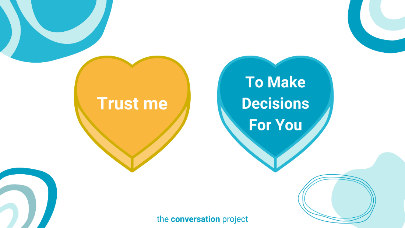 Trust me
To Make
Decisions
For You
the conversation project